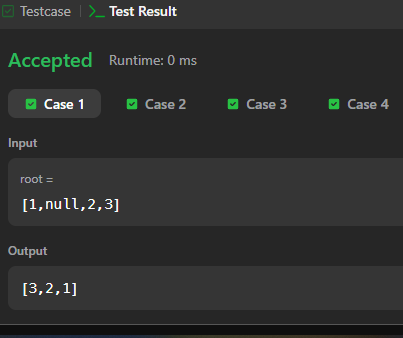 Testcase | >_ Test Result
Accepted Runtime: 0 ms
Case 1 Case 2 Case 3 Case 4
Input
root =
[1,null,2,3]
Output
[3,2,1]